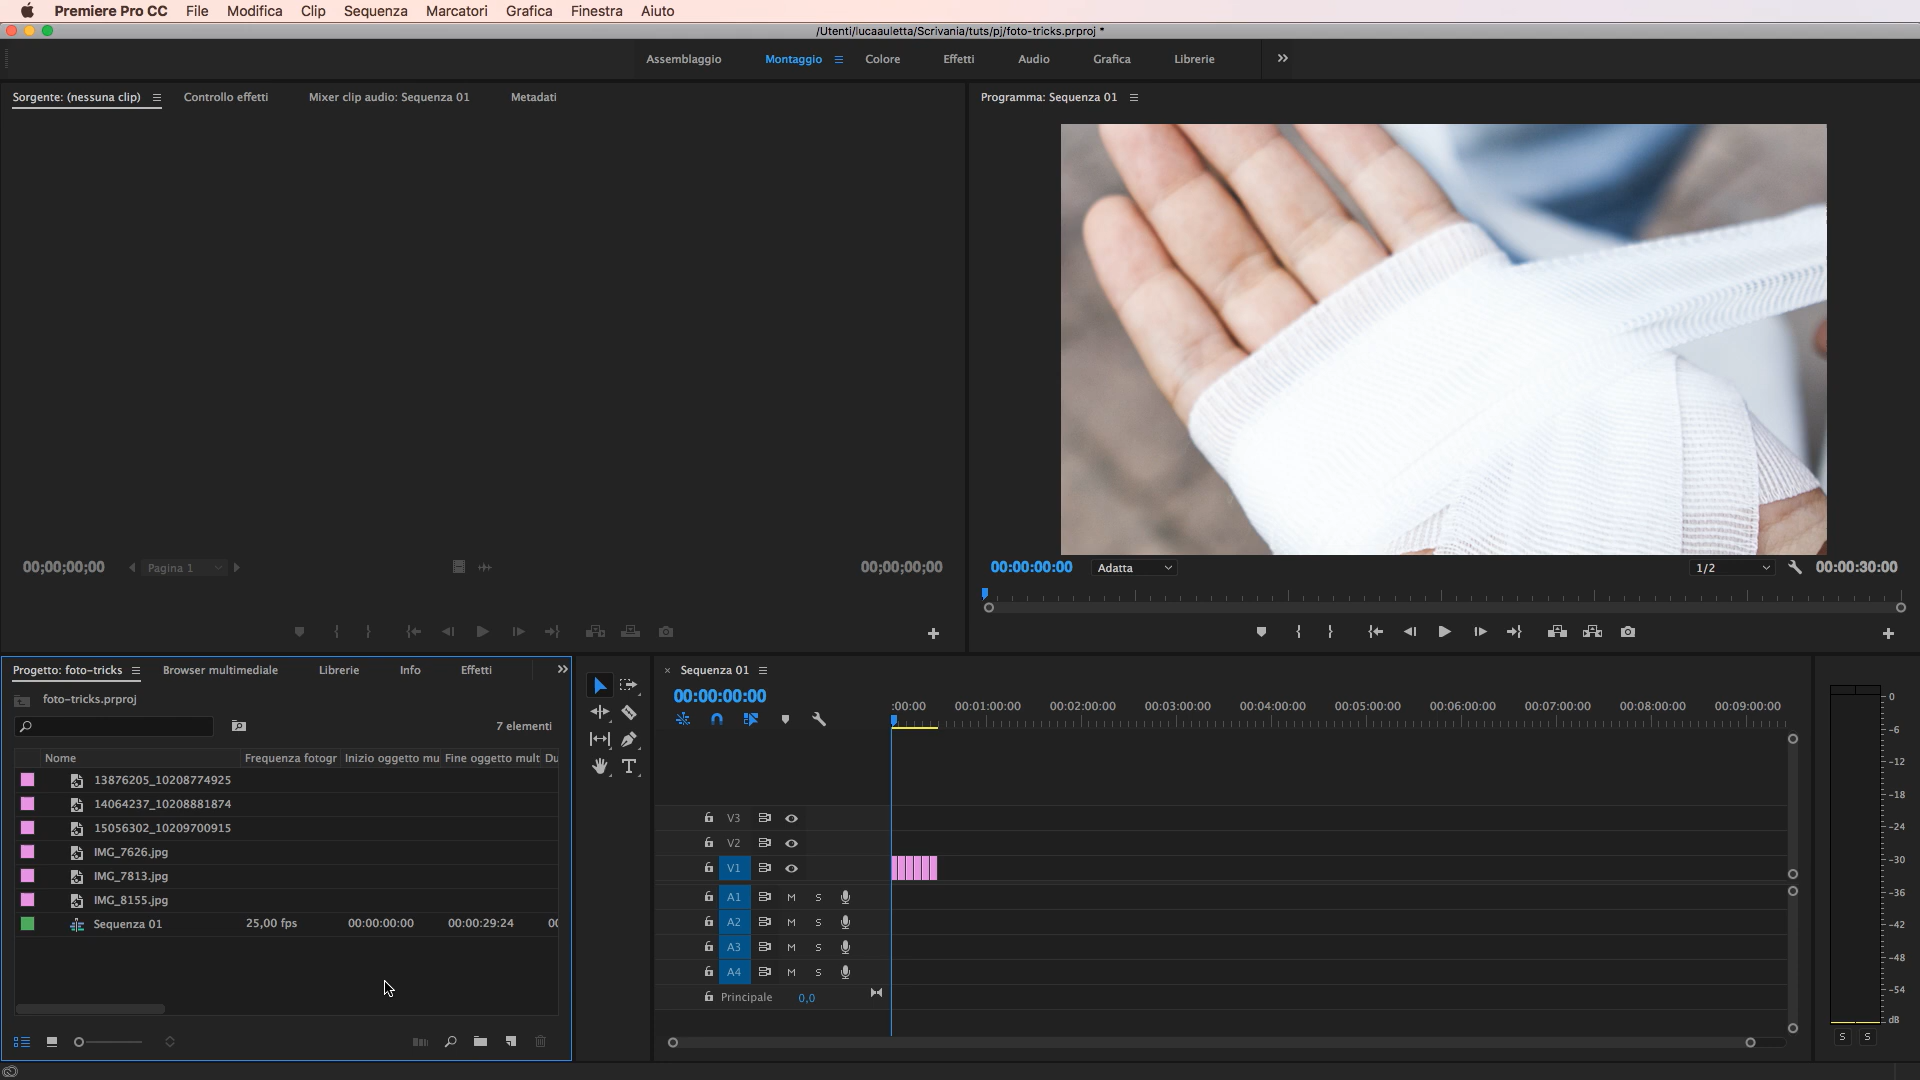 Premiere Pro CC File Modifica Clip Sequenza Marcatori Grafica Finestra Aiuto
/Utenti/lucaauletta/Scrivania/tuts/pj/foto-tricks.prproj *
Assemblaggio Montaggio Colore Effetti Audio Grafica Librerie
Sorgente: (nessuna clip) Controllo effetti Mixer clip audio: Sequenza 01 Metadati
Programma: Sequenza 01
00;00;00;00 Pagina 1 00;00;00;00
00:00:00:00 Adatta 1/2 00:00:30:00
Progetto: foto-tricks Browser multimediale Librerie Info Effetti
foto-tricks.prproj
7 elementi
Nome Frequenza fotogr Inizio oggetto mu Fine oggetto mult Du
13876205_10208774925
14064237_10208881874
15056302_10209700915
IMG_7626.jpg
IMG_7813.jpg
IMG_8155.jpg
Sequenza 01 25,00 fps 00:00:00:00 00:00:29:24 00
T
Sequenza 01
00:00:00:00
:00:00 00:01:00:00 00:02:00:00 00:03:00:00 00:04:00:00 00:05:00:00 00:06:00:00 00:07:00:00 00:08:00:00 00:09:00:00
V3
V2
V1
A1 M S
A2 M S
A3 M S
A4 M S
Principale 0,0
0
-6
-12
-18
-24
-30
-36
-42
-48
-54
dB
S S